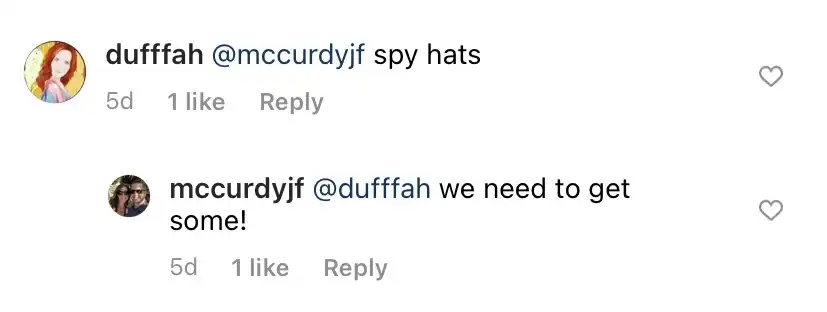 dufffah @mccurdyjf spy hats
5d 1 like Reply
mccurdyjf @dufffah we need to get
some!
5d 1 like Reply